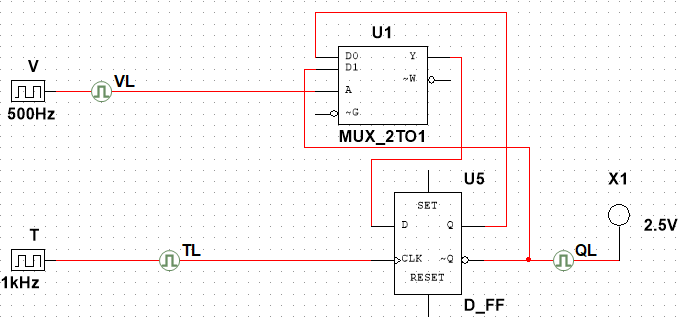 U1
D0 Y
D1
V
VL
A ~W
500Hz
~G
MUX_2TO1
U5
X1
SET
D Q
2.5V
T
TL
QL
CLK ~Q
1kHz
RESET
D_FF